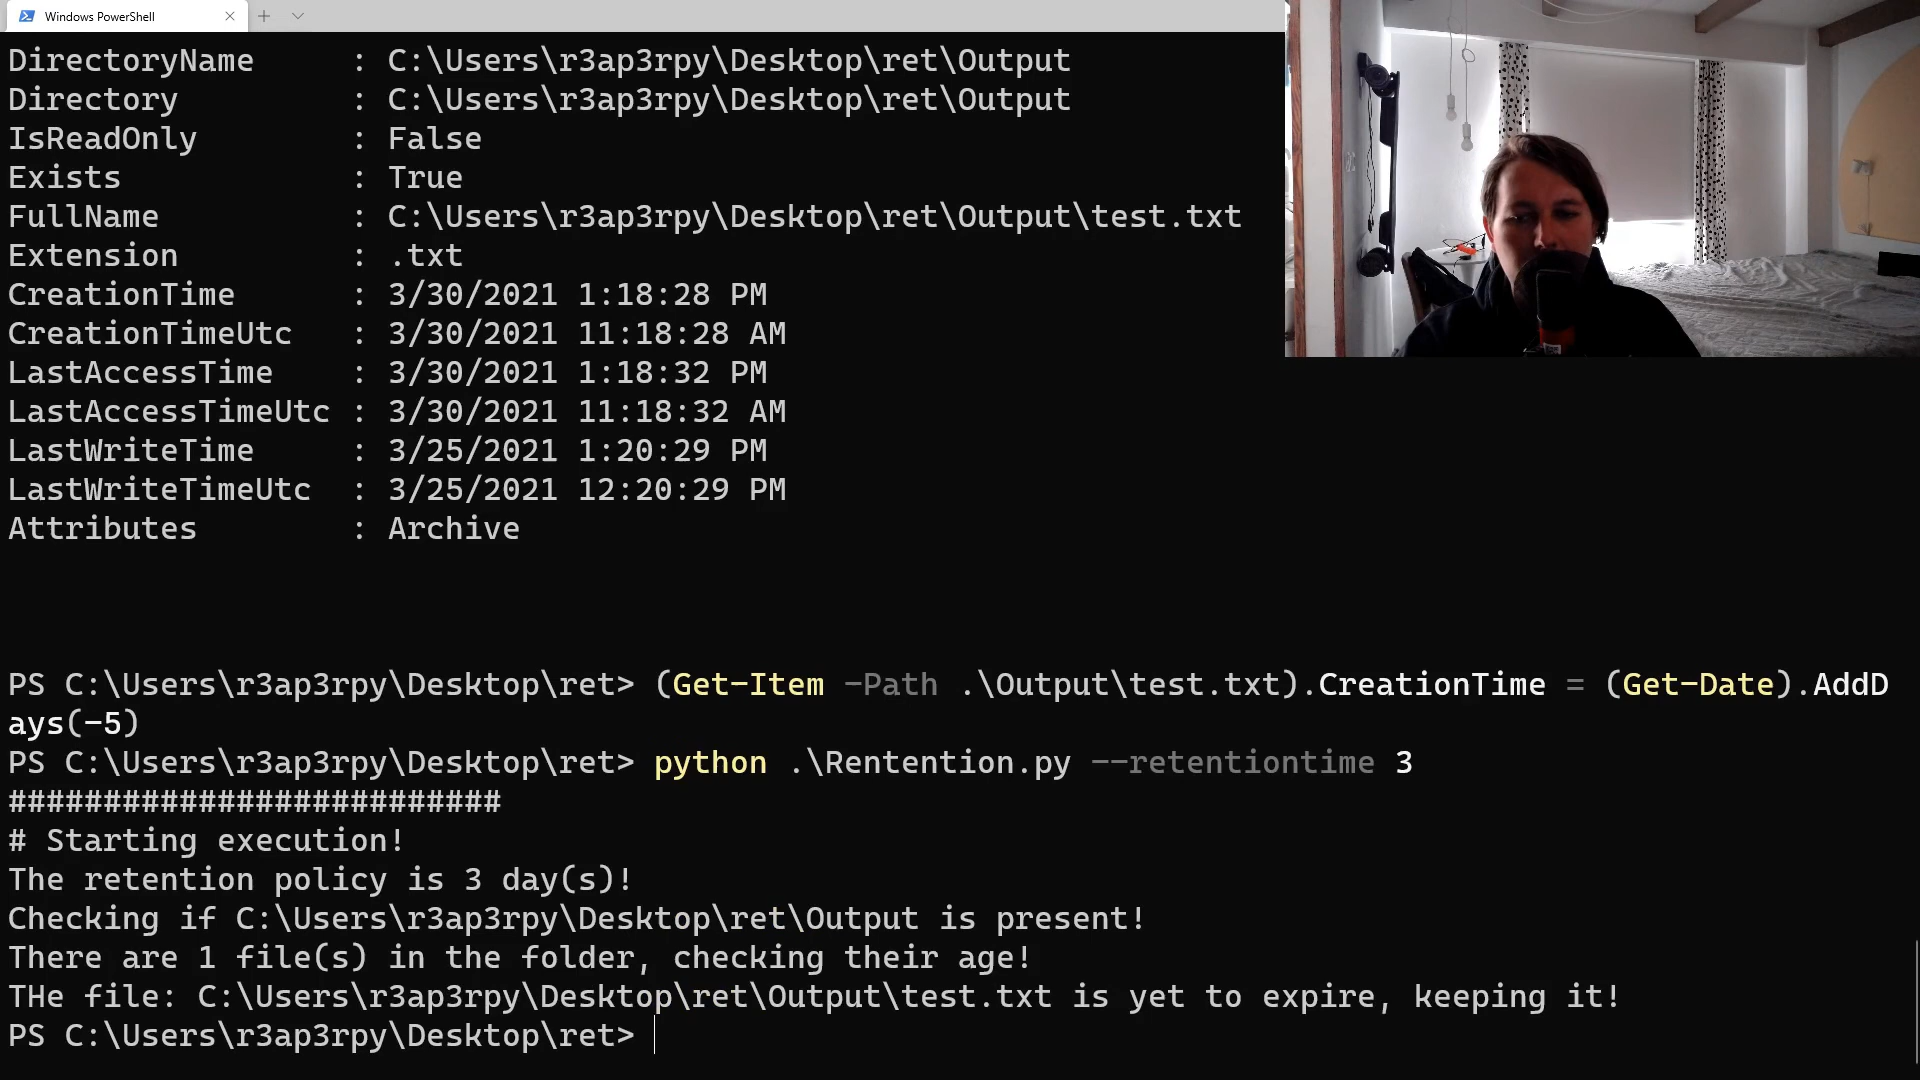 Windows PowerShell
DirectoryName     : C:\Users\r3ap3rpy\Desktop\ret\Output
Directory         : C:\Users\r3ap3rpy\Desktop\ret\Output
IsReadOnly        : False
Exists            : True
FullName          : C:\Users\r3ap3rpy\Desktop\ret\Output\test.txt
Extension         : .txt
CreationTime      : 3/30/2021 1:18:28 PM
CreationTimeUtc   : 3/30/2021 11:18:28 AM
LastAccessTime    : 3/30/2021 1:18:32 PM
LastAccessTimeUtc : 3/30/2021 11:18:32 AM
LastWriteTime     : 3/25/2021 1:20:29 PM
LastWriteTimeUtc  : 3/25/2021 12:20:29 PM
Attributes        : Archive
PS C:\Users\r3ap3rpy\Desktop\ret> (Get-Item -Path .\Output\test.txt).CreationTime = (Get-Date).AddD
ays(-5)
PS C:\Users\r3ap3rpy\Desktop\ret> python .\Rentention.py --retentiontime 3
##########################
# Starting execution!
The retention policy is 3 day(s)!
Checking if C:\Users\r3ap3rpy\Desktop\ret\Output is present!
There are 1 file(s) in the folder, checking their age!
THe file: C:\Users\r3ap3rpy\Desktop\ret\Output\test.txt is yet to expire, keeping it!
PS C:\Users\r3ap3rpy\Desktop\ret>